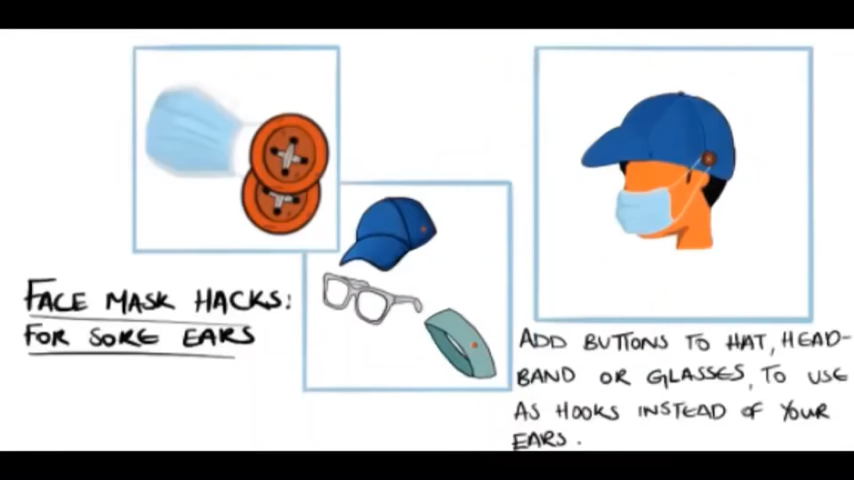 FACE MASK HACKS:
FOR SORE EARS
ADD BUTTONS TO HAT, HEAD-
BAND OR GLASSES, TO USE
AS HOOKS INSTEAD OF YOUR
EARS.